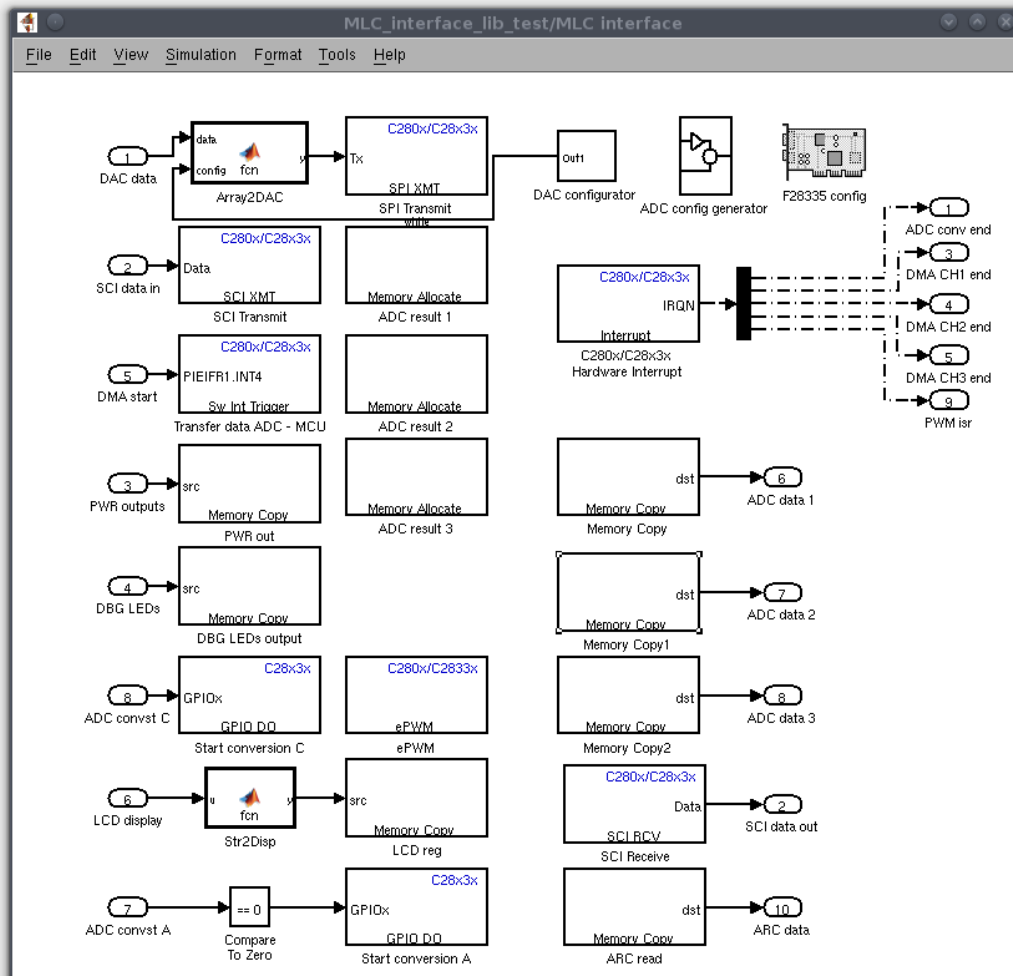 MLC_interface_lib_test/MLC interface
File Edit View Simulation Format Tools Help
1
DAC data
data
config
fcn
y
Array2DAC
C280x/C28x3x
Tx
SPI XMT
SPI Transmit
while
Out1
DAC configurator
ADC config generator
F28335 config
1
ADC conv end
3
DMA CH1 end
4
DMA CH2 end
5
DMA CH3 end
9
PWM isr
2
SCI data in
C280x/C28x3x
Data
SCI XMT
SCI Transmit
Memory Allocate
ADC result 1
C280x/C28x3x
IRQN
Interrupt
C280x/C28x3x
Hardware Interrupt
5
DMA start
C280x/C28x3x
PIEIFR1.INT4
Sw Int Trigger
Transfer data ADC - MCU
Memory Allocate
ADC result 2
3
PWR outputs
src
Memory Copy
PWR out
Memory Allocate
ADC result 3
dst
Memory Copy
Memory Copy
6
ADC data 1
4
DBG LEDs
src
Memory Copy
DBG LEDs output
dst
Memory Copy
Memory Copy1
7
ADC data 2
8
ADC convst C
C28x3x
GPIOx
GPIO DO
Start conversion C
C280x/C2833x
ePWM
ePWM
dst
Memory Copy
Memory Copy2
8
ADC data 3
6
LCD display
u
fcn
y
Str2Disp
src
Memory Copy
LCD reg
C280x/C28x3x
Data
SCI RCV
SCI Receive
2
SCI data out
7
ADC convst A
== 0
Compare
To Zero
C28x3x
GPIOx
GPIO DO
Start conversion A
dst
Memory Copy
ARC read
10
ARC data